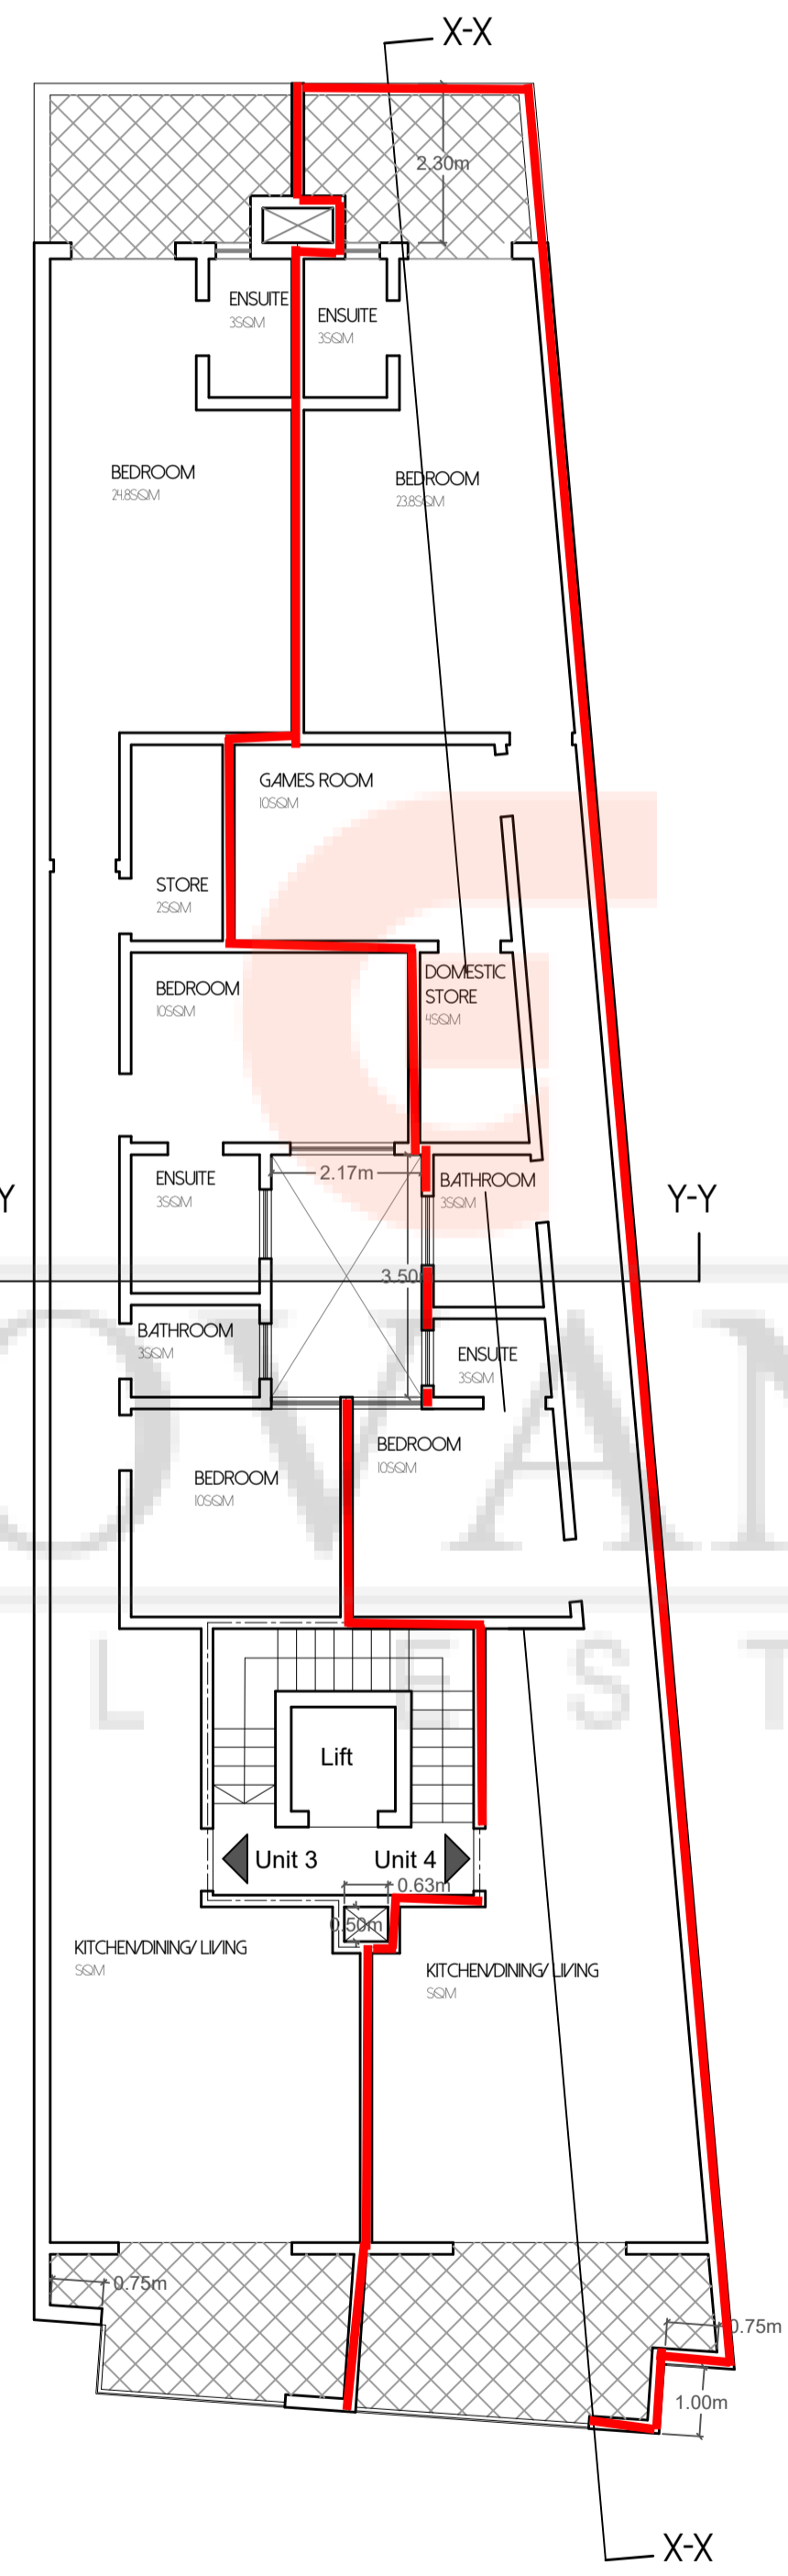 X-X
2.30m
ENSUITE
3SQM
ENSUITE
3SQM
BEDROOM
24.8SQM
BEDROOM
23.8SQM
GAMES ROOM
10SQM
STORE
2SQM
DOMESTIC
STORE
4SQM
BEDROOM
10SQM
ENSUITE
3SQM
2.17m
BATHROOM
3SQM
Y
Y-Y
3.50
BATHROOM
3SQM
ENSUITE
3SQM
BEDROOM
10SQM
BEDROOM
10SQM
L E S T
Lift
Unit 3
Unit 4
0.63m
0.50m
KITCHEN/DINING/ LIVING
SQM
KITCHEN/DINING/ LIVING
SQM
0.75m
0.75m
1.00m
X-X